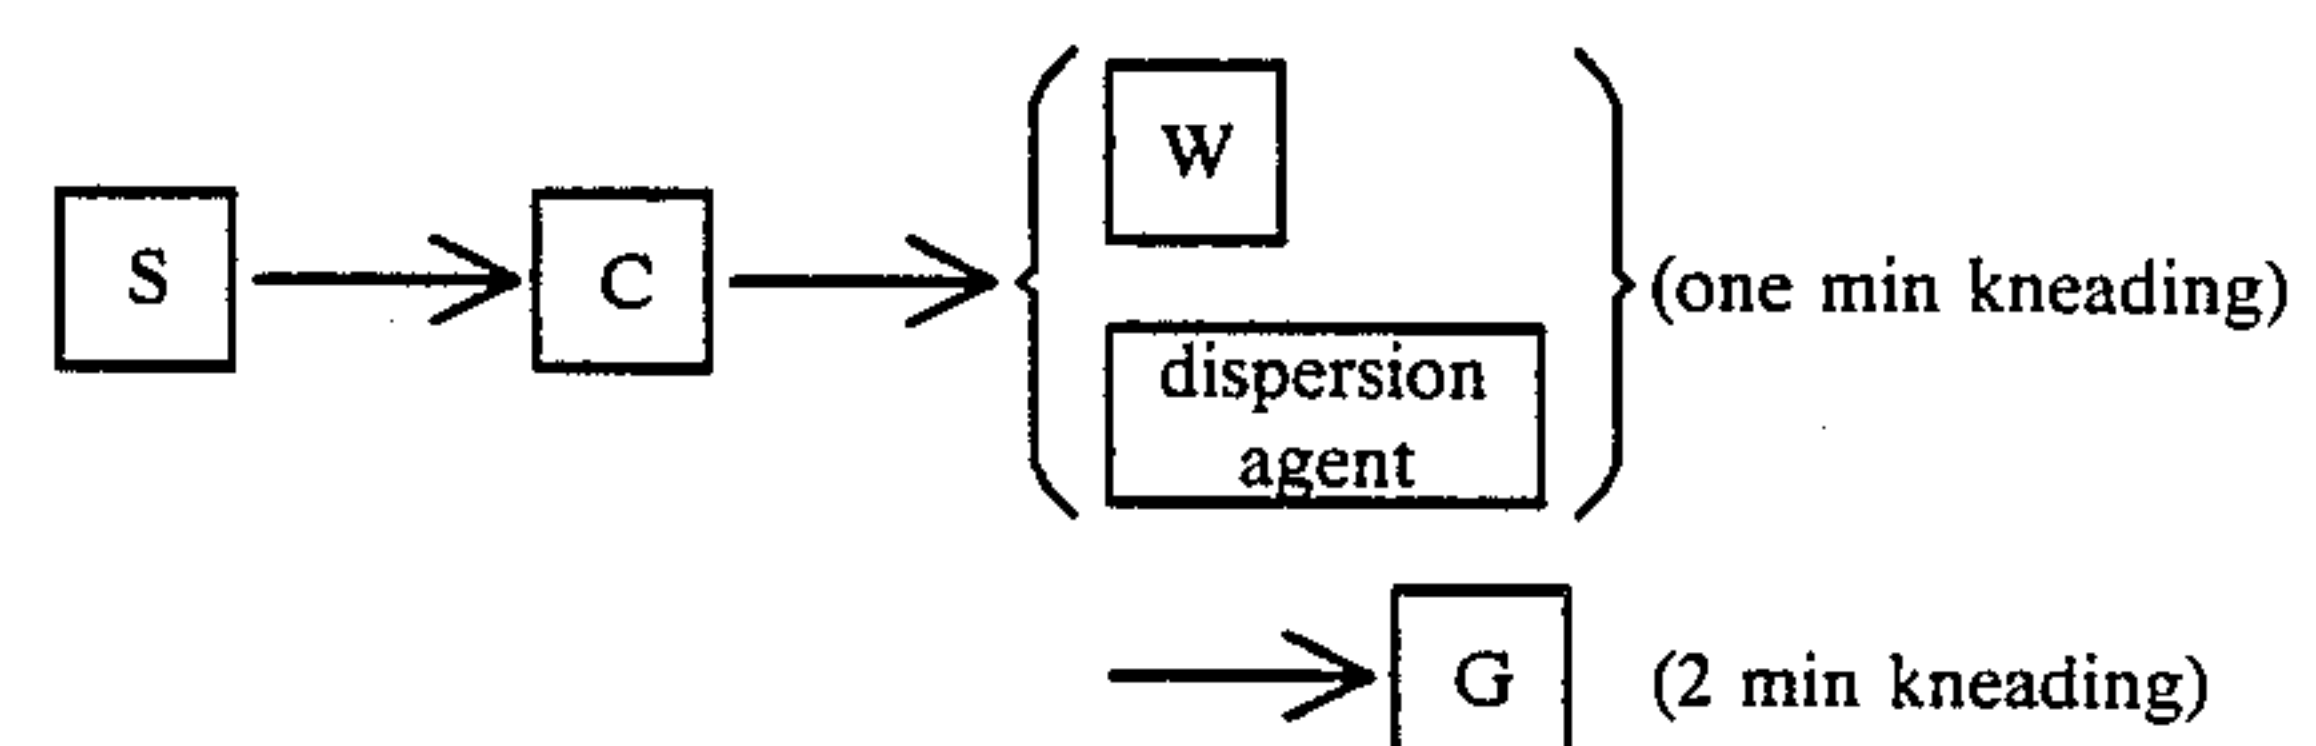 W
S C (one min kneading)
dispersion
agent
G (2 min kneading)